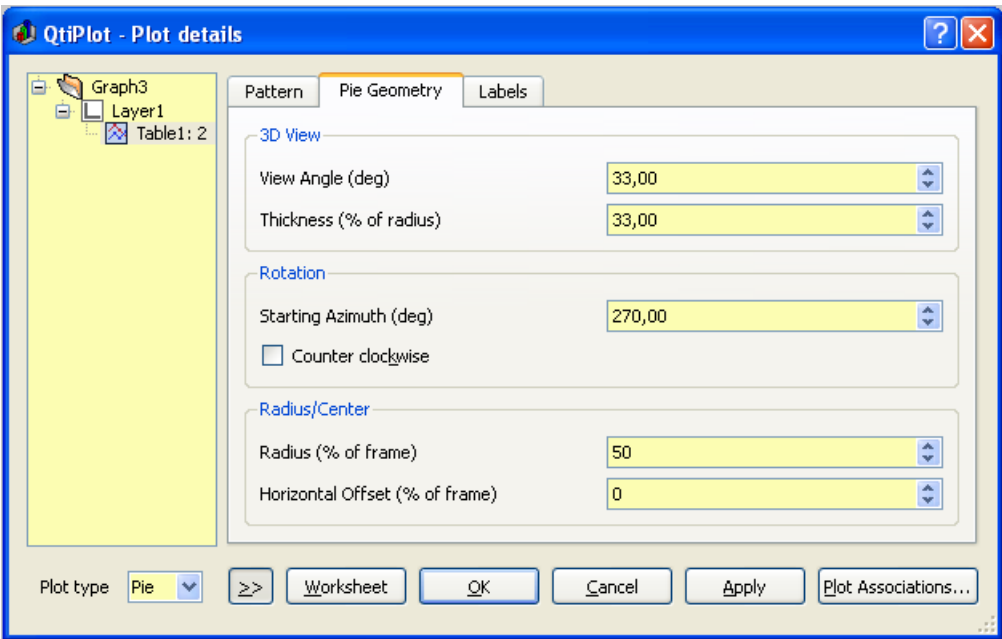 QtiPlot - Plot details
Graph3
Layer1
Table1: 2
Pattern
Pie Geometry
Labels
3D View
View Angle (deg)
33,00
Thickness (% of radius)
33,00
Rotation
Starting Azimuth (deg)
270,00
Counter clockwise
Radius/Center
Radius (% of frame)
50
Horizontal Offset (% of frame)
0
Plot type
Pie
>>
Worksheet
OK
Cancel
Apply
Plot Associations...